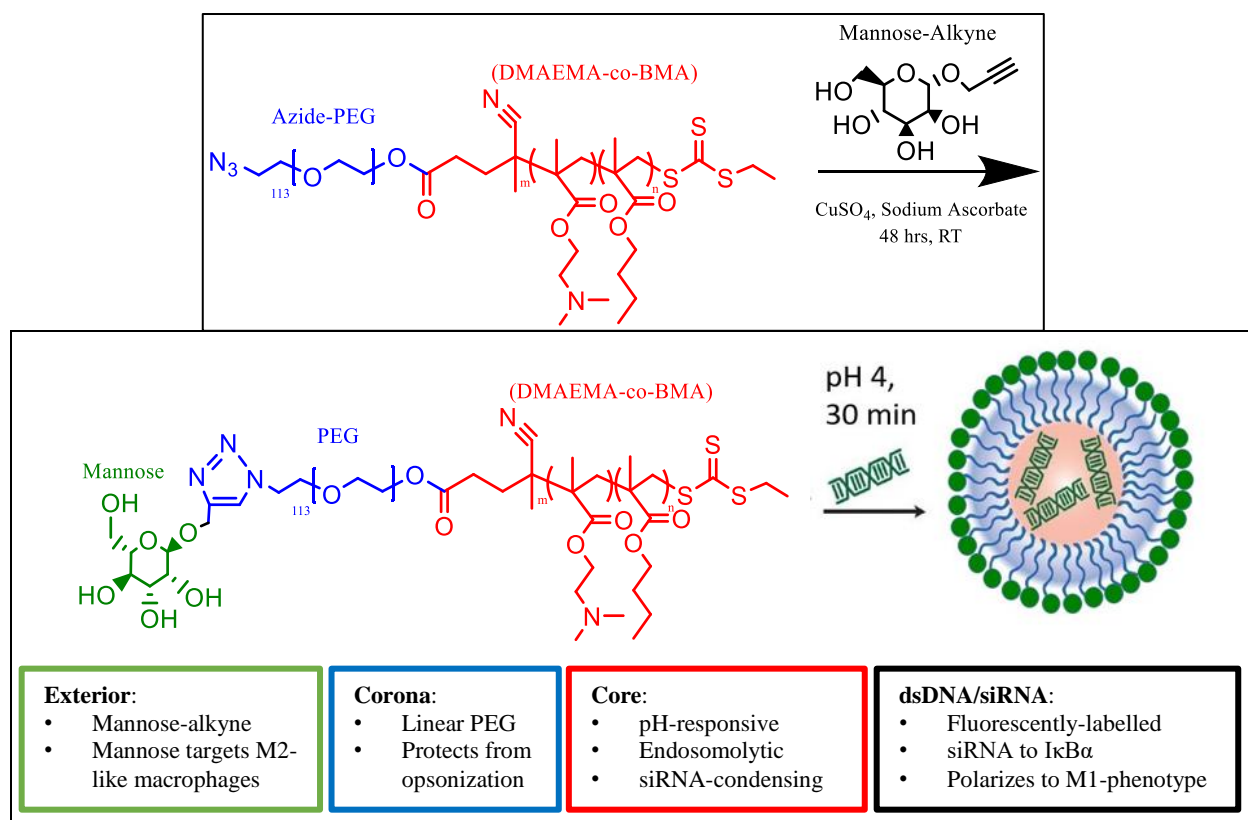 Mannose-Alkyne
(DMAEMA-co-BMA)
Azide-PEG
N
N₃
113
O
O
O
m
n
S
S
S
O
O
O
O
N
HO
O
O
HO
HO
OH
OH
CuSO₄, Sodium Ascorbate
48 hrs, RT
(DMAEMA-co-BMA)
PEG
Mannose
N
N
N
N
113
O
O
O
m
n
S
S
S
O
O
O
O
N
OH
O
O
HO
HO
OH
OH
pH 4,
30 min
Exterior:
• Mannose-alkyne
• Mannose targets M2-
like macrophages
Corona:
• Linear PEG
• Protects from
opsonization
Core:
• pH-responsive
• Endosomolytic
• siRNA-condensing
dsDNA/siRNA:
• Fluorescently-labelled
• siRNA to IκBα
• Polarizes to M1-phenotype